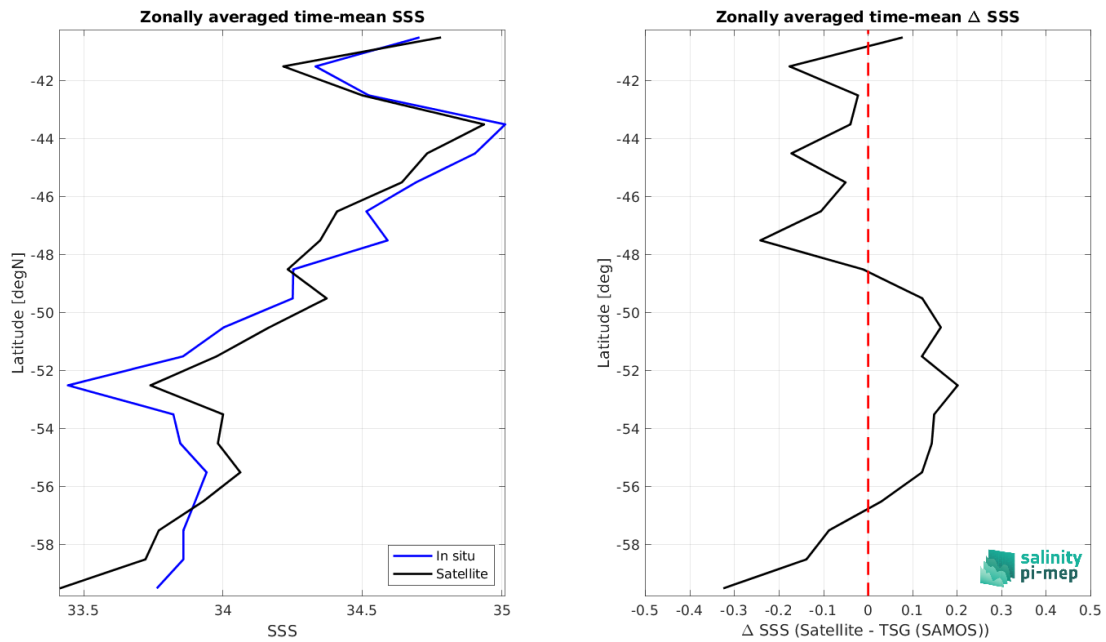 Zonally averaged time-mean SSS
-42
-44
-46
-48
-50
-52
-54
-56
-58
Latitude [degN]
33.5 34 34.5 35
SSS
In situ
Satellite
Zonally averaged time-mean Δ SSS
-42
-44
-46
-48
-50
-52
-54
-56
-58
Latitude [deg]
-0.5 -0.4 -0.3 -0.2 -0.1 0 0.1 0.2 0.3 0.4 0.5
Δ SSS (Satellite - TSG (SAMOS))
salinity
pi-mep